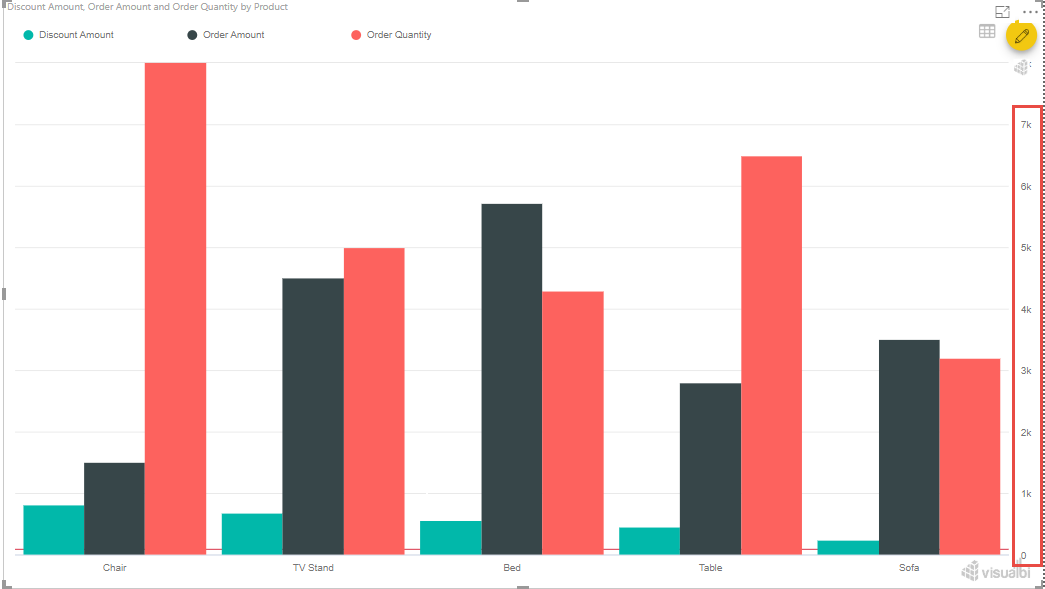 Discount Amount, Order Amount and Order Quantity by Product
Discount Amount
Order Amount
Order Quantity
7k
6k
5k
4k
3k
2k
1k
0
Chair
TV Stand
Bed
Table
Sofa
visualbi